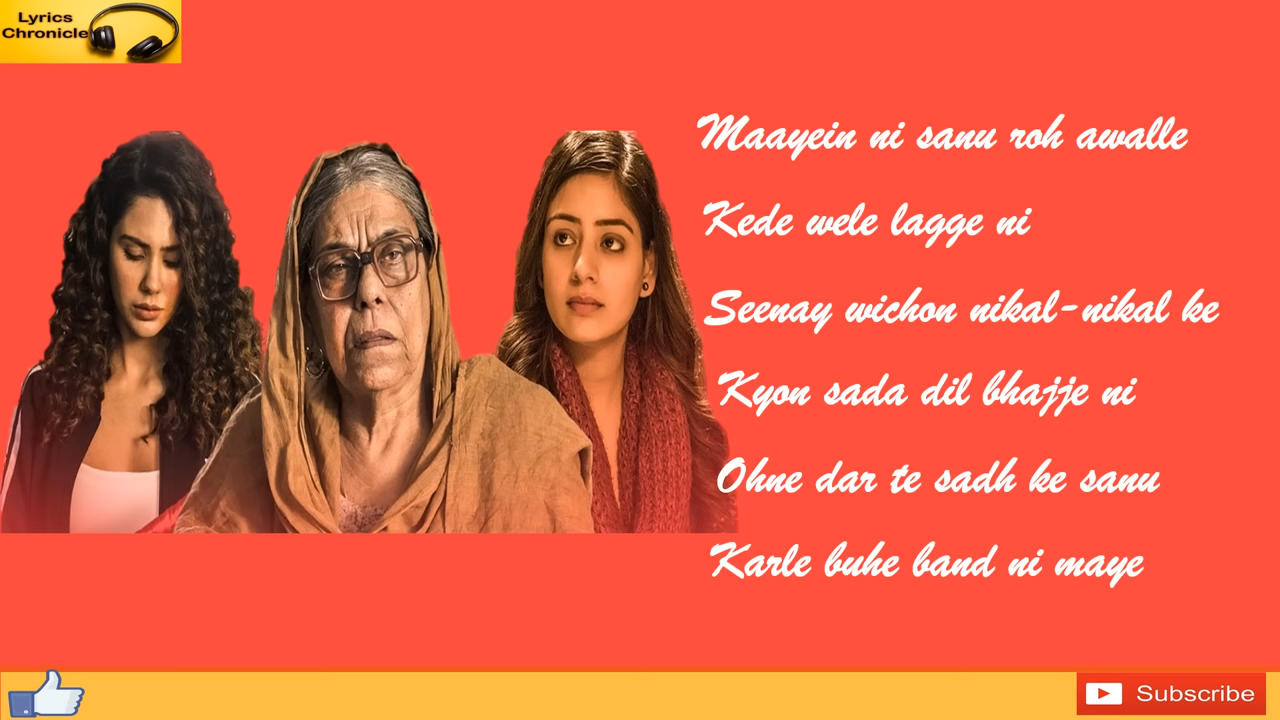 Lyrics
Chronicle
Maayein ni sanu roh awalle
Kede wele lagge ni
Seenay wichon nikal-nikal ke
Kyon sada dil bhajje ni
Ohne dar te sadh ke sanu
Karle buhe band ni maye
Subscribe